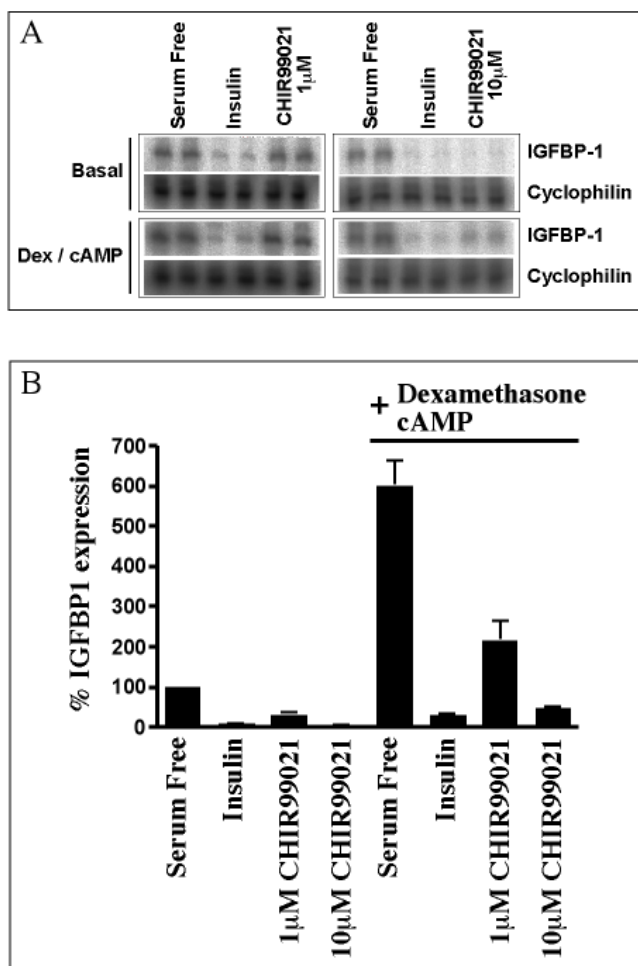 A
Serum Free
Insulin
CHIR99021
1µM
Serum Free
Insulin
CHIR99021
10µM
Basal
IGFBP-1
Cyclophilin
Dex / cAMP
IGFBP-1
Cyclophilin
B
+ Dexamethasone
cAMP
% IGFBP1 expression
700
600
500
400
300
200
100
0
Serum Free
Insulin
1µM CHIR99021
10µM CHIR99021
Serum Free
Insulin
1µM CHIR99021
10µM CHIR99021